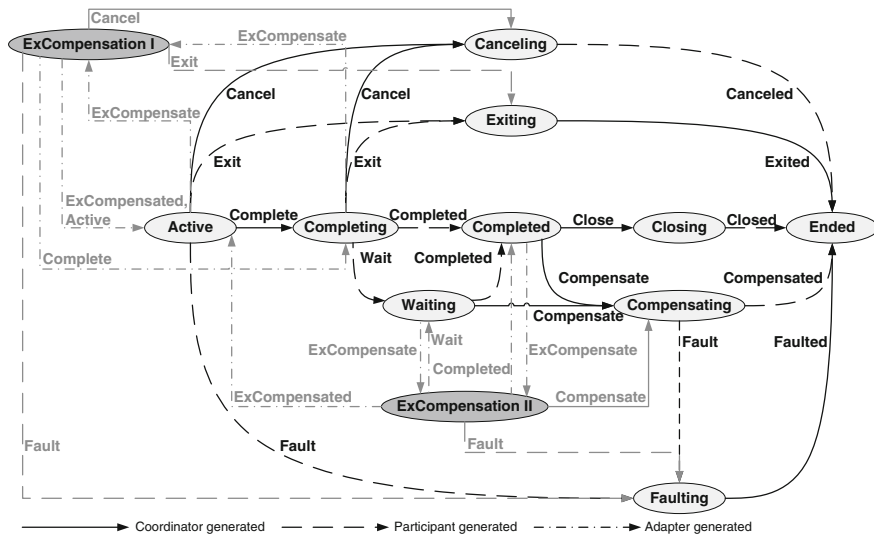 Cancel
ExCompensation I
ExCompensate
Canceling
Exit
Cancel
Cancel
Canceled
ExCompensate
Exiting
Exit
Exit
Exited
ExCompensated,
Active
Active
Complete
Completing
Completed
Completed
Close
Closing
Closed
Ended
Complete
Wait
Completed
Compensate
Compensated
Waiting
Compensate
Compensating
ExCompensate
Wait
Completed
ExCompensate
Fault
Faulted
ExCompensated
ExCompensation II
Compensate
Fault
Fault
Fault
Faulting
Coordinator generated
Participant generated
Adapter generated